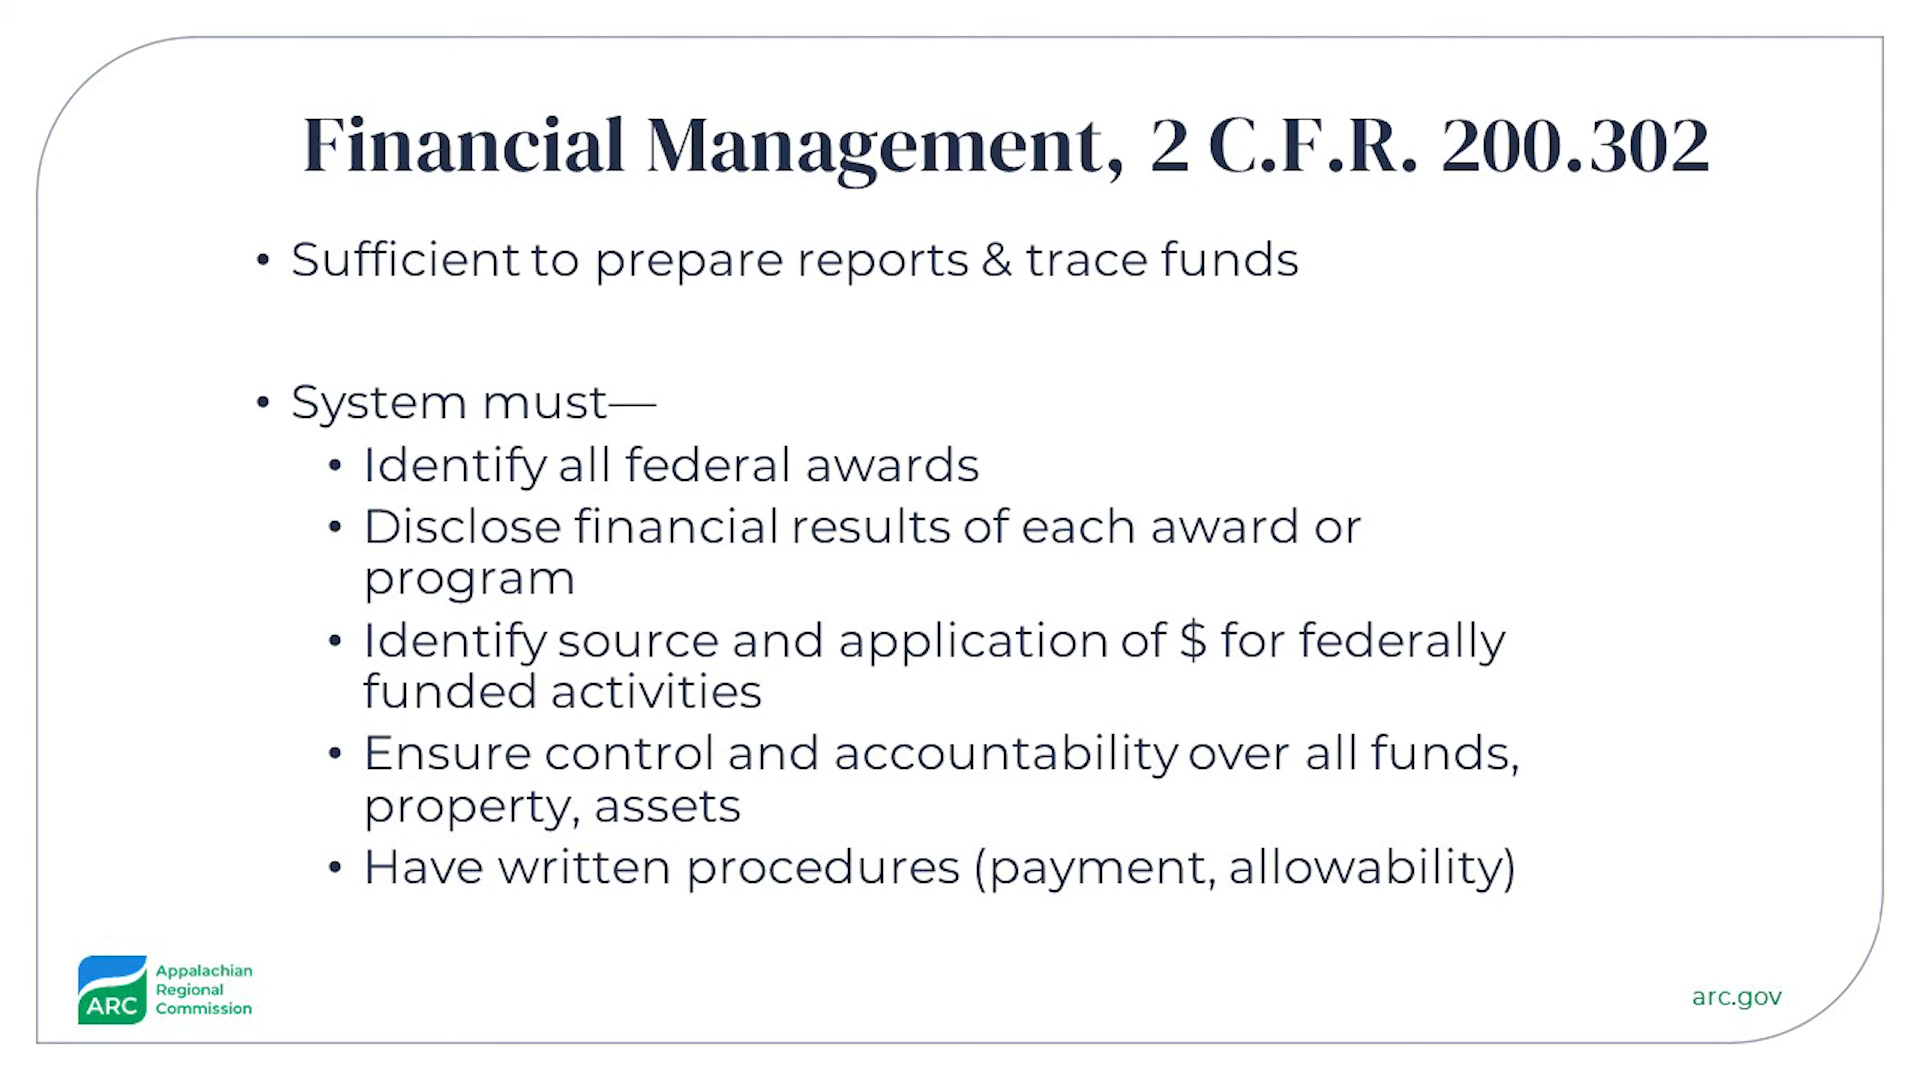 Financial Management, 2 C.F.R. 200.302
• Sufficient to prepare reports & trace funds
• System must—
• Identify all federal awards
• Disclose financial results of each award or
program
• Identify source and application of $ for federally
funded activities
• Ensure control and accountability over all funds,
property, assets
• Have written procedures (payment, allowability)
ARC
Appalachian
Regional
Commission
arc.gov